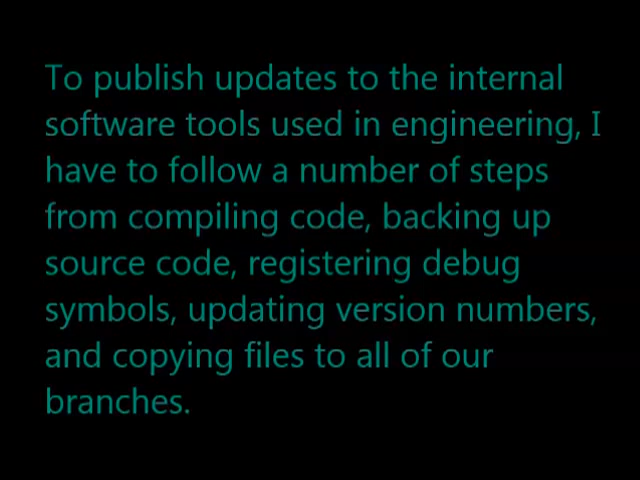 To publish updates to the internal
software tools used in engineering, I
have to follow a number of steps
from compiling code, backing up
source code, registering debug
symbols, updating version numbers,
and copying files to all of our
branches.